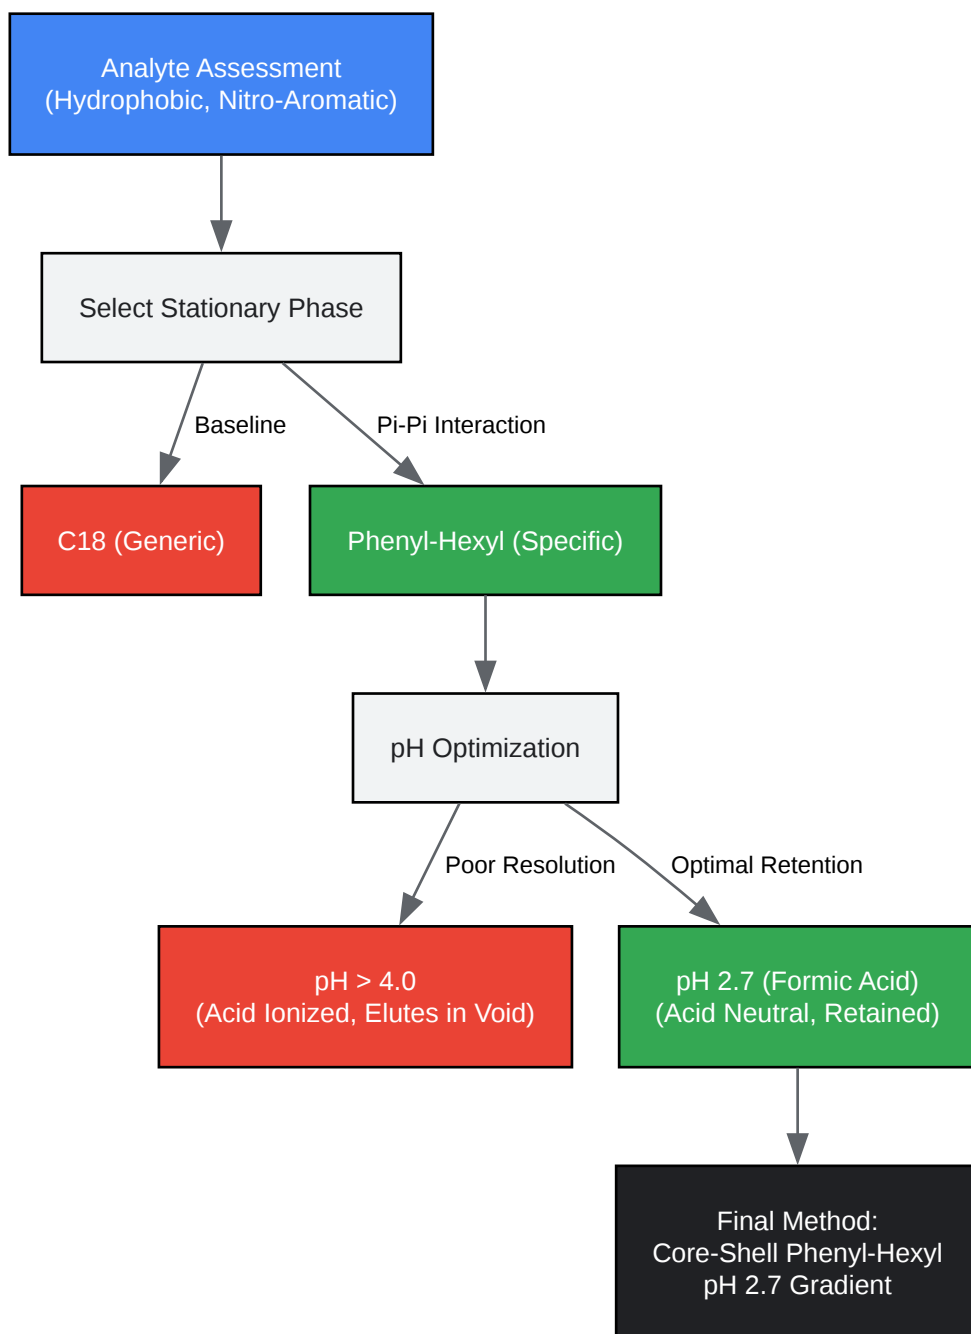 Analyte Assessment
(Hydrophobic, Nitro-Aromatic)
Select Stationary Phase
Baseline
Pi-Pi Interaction
C18 (Generic)
Phenyl-Hexyl (Specific)
pH Optimization
Poor Resolution
Optimal Retention
pH > 4.0
(Acid Ionized, Elutes in Void)
pH 2.7 (Formic Acid)
(Acid Neutral, Retained)
Final Method:
Core-Shell Phenyl-Hexyl
pH 2.7 Gradient